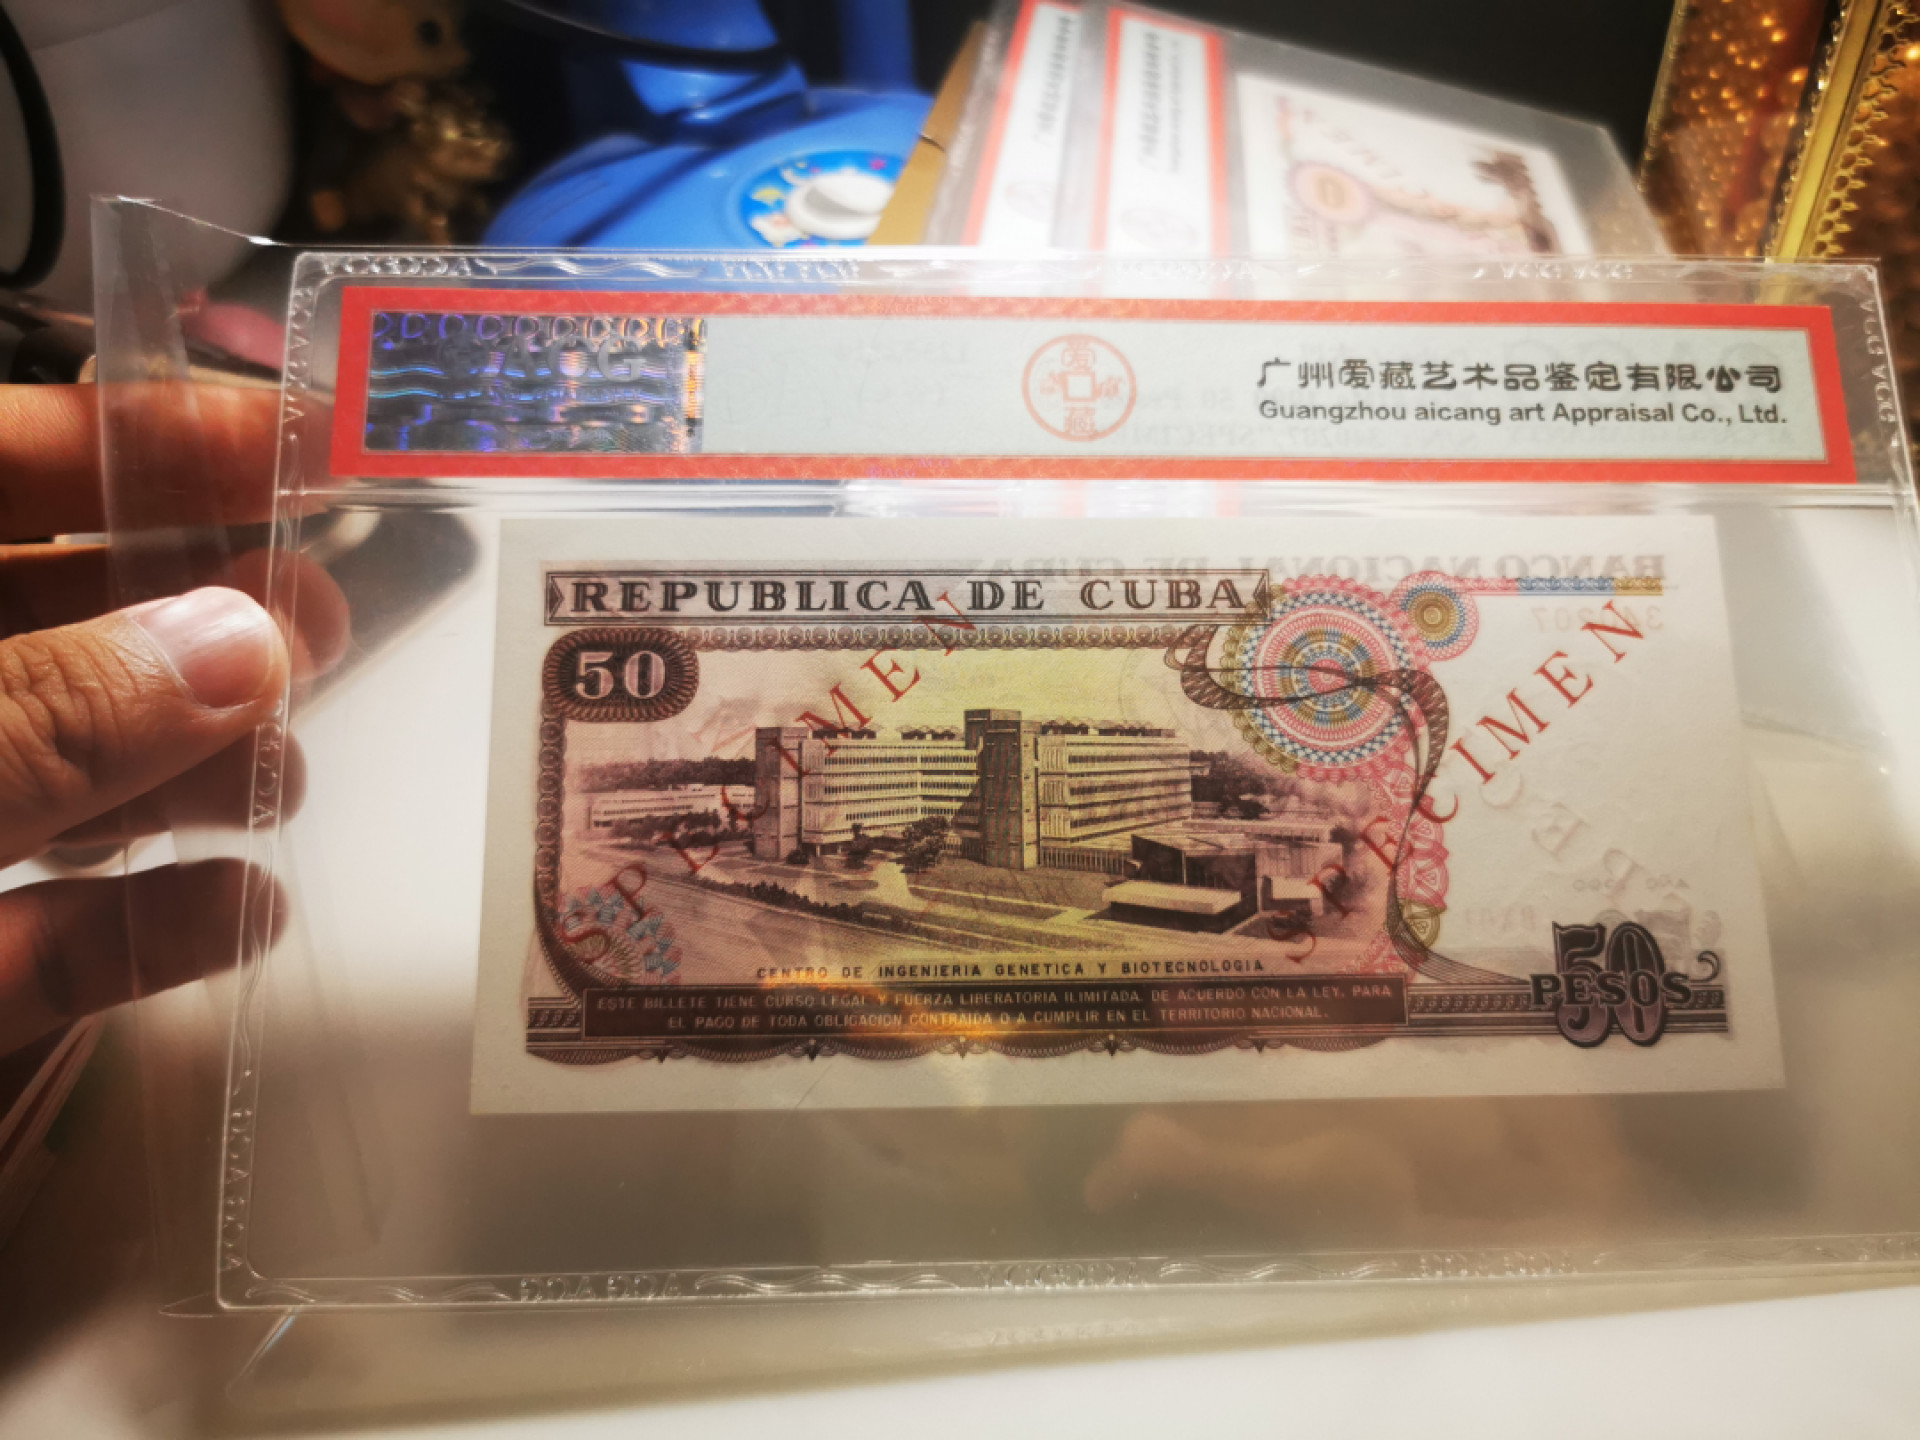 ACG
爱藏
广州爱藏艺术品鉴定有限公司
Guangzhou aicang art Appraisal Co., Ltd.
REPUBLICA DE CUBA
50
SPECIMEN
SPECIMEN
CENTRO DE INGENIERIA GENETICA Y BIOTECNOLOGIA
ESTE BILLETE TIENE CURSO LEGAL Y FUERZA LIBERATORIA ILIMITADA, DE ACUERDO CON LA LEY, PARA
EL PAGO DE TODA OBLIGACION CONTRAIDA O A CUMPLIR EN EL TERRITORIO NACIONAL.
50
PESOS